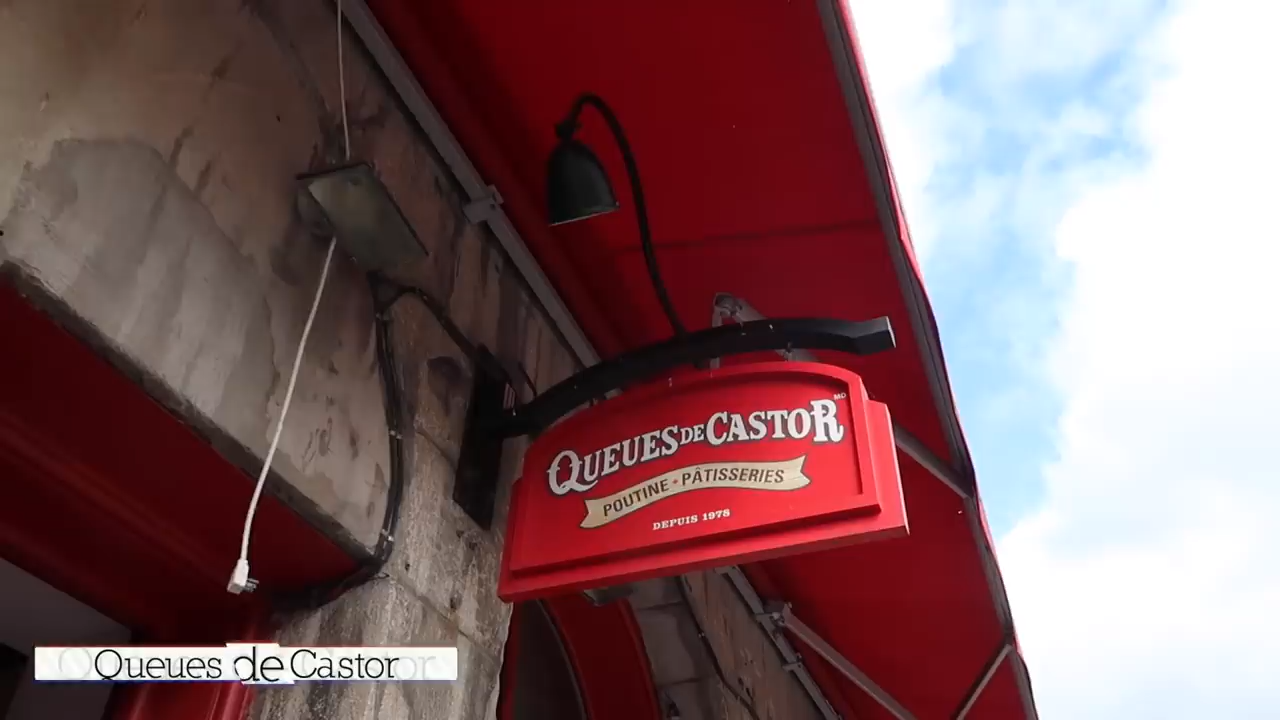 QUEUES DE CASTOR MD
POUTINE • PÂTISSERIES
DEPUIS 1978
Queues de Castor